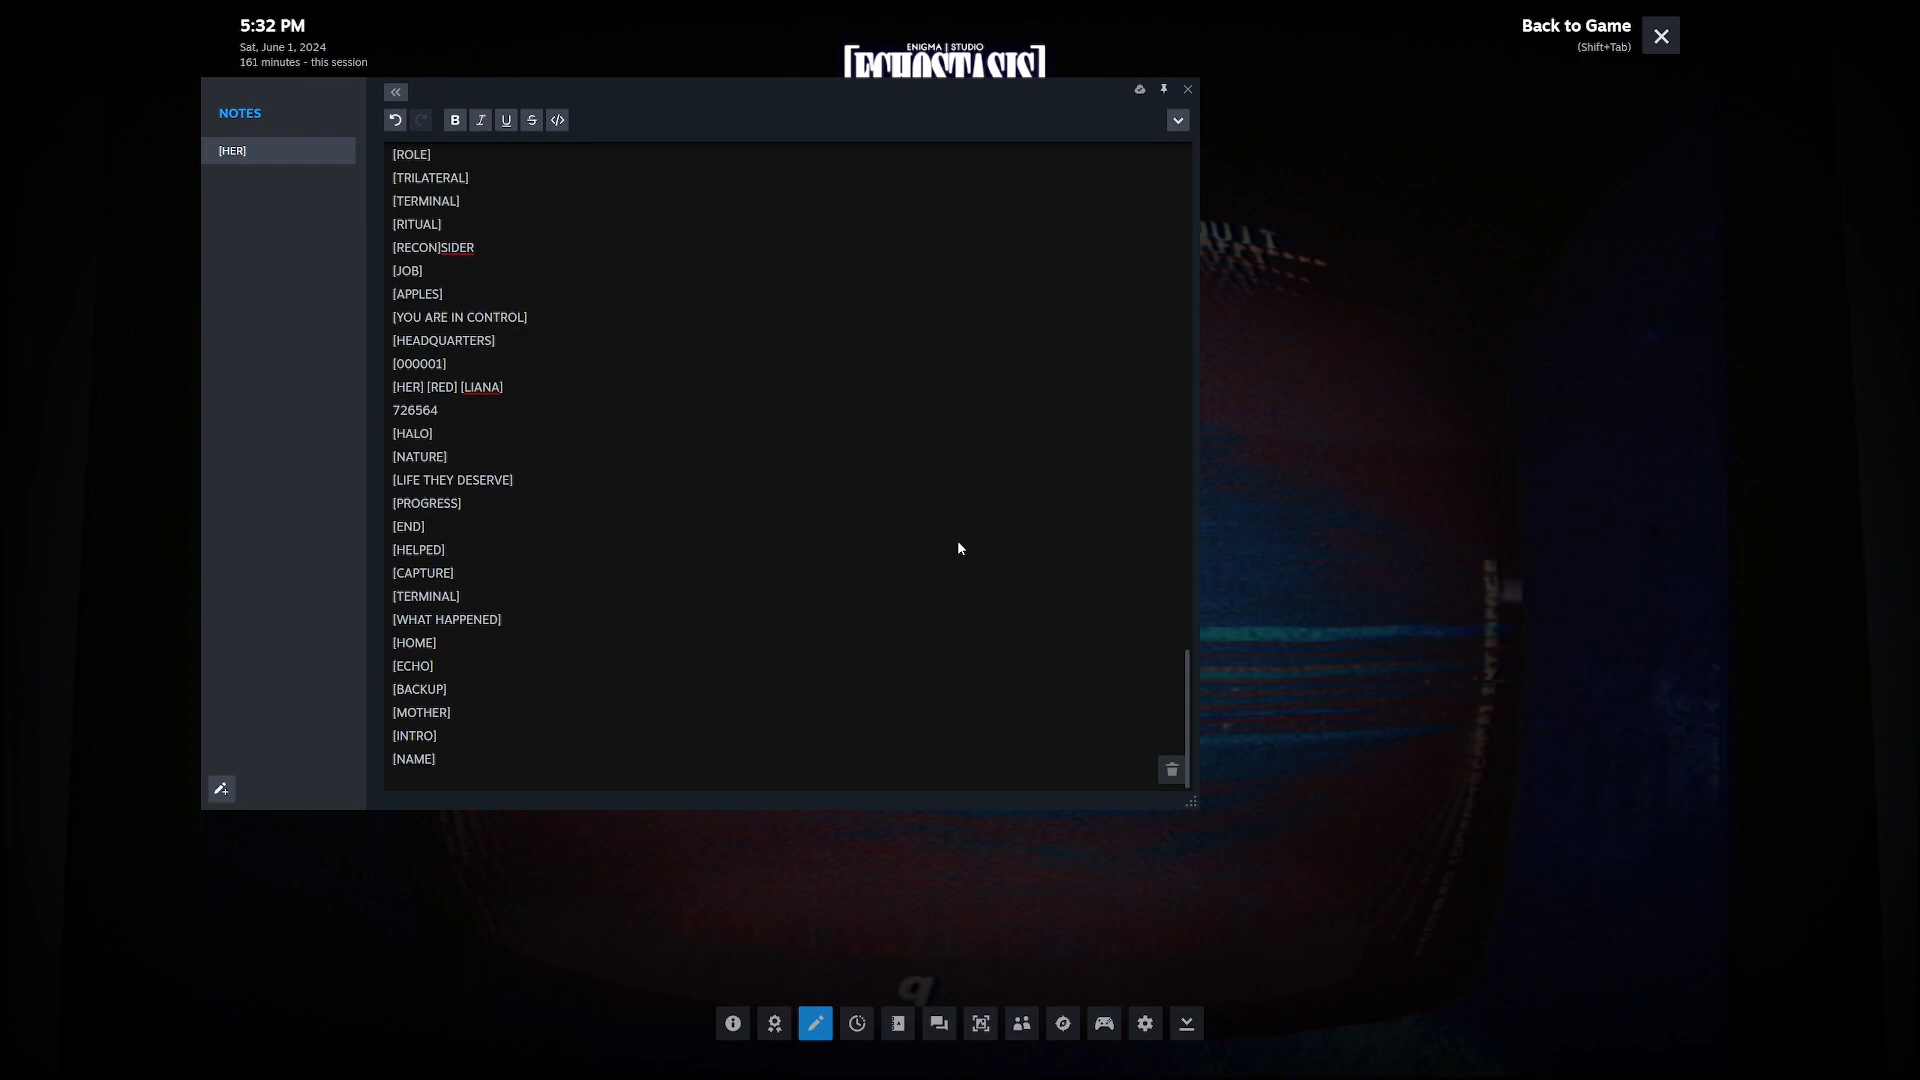 5:32 PM
Sat, June 1, 2024
161 minutes - this session
ENIGMA | STUDIO
[ECHOSTASIS]
Back to Game
(Shift+Tab)
NOTES
[HER]
[ROLE]
[TRILATERAL]
[TERMINAL]
[RITUAL]
[RECON]SIDER
[JOB]
[APPLES]
[YOU ARE IN CONTROL]
[HEADQUARTERS]
[000001]
[HER] [RED] [LIANA]
726564
[HALO]
[NATURE]
[LIFE THEY DESERVE]
[PROGRESS]
[END]
[HELPED]
[CAPTURE]
[TERMINAL]
[WHAT HAPPENED]
[HOME]
[ECHO]
[BACKUP]
[MOTHER]
[INTRO]
[NAME]
q